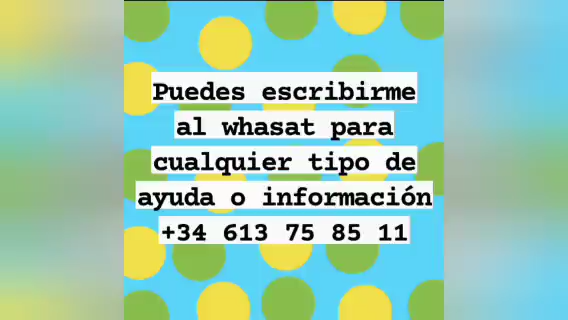 Puedes escribirme
al whasat para
cualquier tipo de
ayuda o información
+34 613 75 85 11